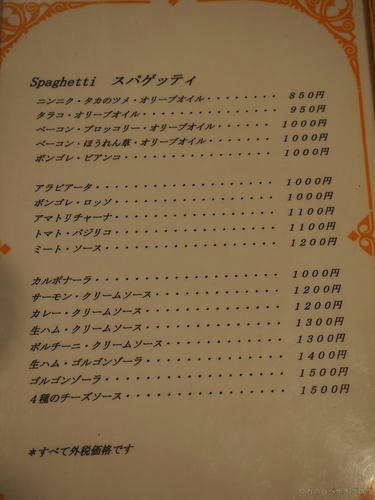 Spaghetti　スパゲッティ
ニンニク・タカのツメ・オリーブオイル・・・・・・・・８５０円
タラコ・オリーブオイル・・・・・・・・・・・・・９５０円
ベーコン・ブロッコリー・オリーブオイル・・・・・・１０００円
ベーコン・ほうれん草・オリーブオイル・・・・・・・１０００円
ボンゴレ・ビアンコ・・・・・・・・・・・・・・・１０００円
アラビアータ・・・・・・・・・・・・・・・・・・１０００円
ボンゴレ・ロッソ・・・・・・・・・・・・・・・・１０００円
アマトリチャーナ・・・・・・・・・・・・・・・・１１００円
トマト・バジリコ・・・・・・・・・・・・・・・・１１００円
ミート・ソース・・・・・・・・・・・・・・・・・１２００円
カルボナーラ・・・・・・・・・・・・・・・・・・１０００円
サーモン・クリームソース・・・・・・・・・・・・１２００円
カレー・クリームソース・・・・・・・・・・・・・１２００円
生ハム・クリームソース・・・・・・・・・・・・・１３００円
ポルチーニ・クリームソース・・・・・・・・・・・１３００円
生ハム・ゴルゴンゾーラ・・・・・・・・・・・・・１４００円
ゴルゴンゾーラ・・・・・・・・・・・・・・・・・１５００円
４種のチーズソース・・・・・・・・・・・・・・・１５００円
＊すべて外税価格です